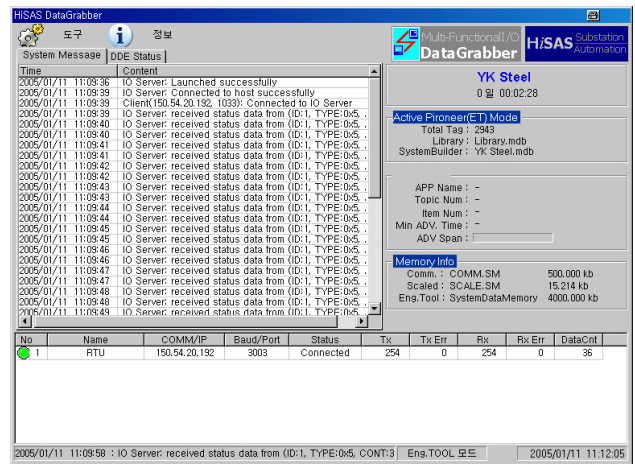 HiSAS DataGrabber
도구 정보
Multi-Functional I/O
DataGrabber
HiSAS Substation Automation
System Message DDE Status
Time Content
2005/01/11 11:09:36 IO Server: Launched successfully
2005/01/11 11:09:39 IO Server: Connected to host successfully
2005/01/11 11:09:39 Client(150.54.20.192, 1033): Connected to IO Server
2005/01/11 11:09:39 IO Server: received status data from (ID:1, TYPE:0x5, .
2005/01/11 11:09:40 IO Server: received status data from (ID:1, TYPE:0x5, .
2005/01/11 11:09:40 IO Server: received status data from (ID:1, TYPE:0x5, .
2005/01/11 11:09:41 IO Server: received status data from (ID:1, TYPE:0x5, .
2005/01/11 11:09:41 IO Server: received status data from (ID:1, TYPE:0x5, .
2005/01/11 11:09:42 IO Server: received status data from (ID:1, TYPE:0x5, .
2005/01/11 11:09:42 IO Server: received status data from (ID:1, TYPE:0x5, .
2005/01/11 11:09:43 IO Server: received status data from (ID:1, TYPE:0x5, .
2005/01/11 11:09:43 IO Server: received status data from (ID:1, TYPE:0x5, .
2005/01/11 11:09:44 IO Server: received status data from (ID:1, TYPE:0x5, .
2005/01/11 11:09:44 IO Server: received status data from (ID:1, TYPE:0x5, .
2005/01/11 11:09:45 IO Server: received status data from (ID:1, TYPE:0x5, .
2005/01/11 11:09:45 IO Server: received status data from (ID:1, TYPE:0x5, .
2005/01/11 11:09:46 IO Server: received status data from (ID:1, TYPE:0x5, .
2005/01/11 11:09:46 IO Server: received status data from (ID:1, TYPE:0x5, .
2005/01/11 11:09:47 IO Server: received status data from (ID:1, TYPE:0x5, .
2005/01/11 11:09:47 IO Server: received status data from (ID:1, TYPE:0x5, .
2005/01/11 11:09:48 IO Server: received status data from (ID:1, TYPE:0x5, .
2005/01/11 11:09:48 IO Server: received status data from (ID:1, TYPE:0x5, .
2005/01/11 11:09:49 IO Server: received status data from (ID:1, TYPE:0x5, .
YK Steel
0 일 00:02:28
Active Pironeer(ET) Mode
Total Tag : 2943
Library : Library.mdb
SystemBuilder : YK Steel.mdb
APP Name : -
Topic Num : -
Item Num : -
Min ADV. Time : -
ADV Span :
Memory Info
Comm. : COMM.SM 500.000 kb
Scaled : SCALE.SM 15.214 kb
Eng.Tool : SystemDataMemory 4000.000 kb
No Name COMM/IP Baud/Port Status Tx Tx Err Rx Rx Err DataCnt
1 RTU 150.54.20.192 3003 Connected 254 0 254 0 36
2005/01/11 11:09:58 : IO Server: received status data from (ID:1, TYPE:0x5, CONT:3 Eng.TOOL 모드 2005/01/11 11:12:05